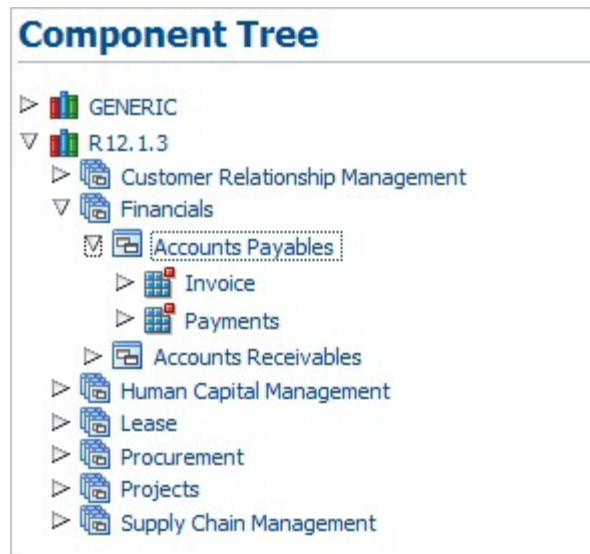 Component Tree
GENERIC
R12.1.3
Customer Relationship Management
Financials
Accounts Payables
Invoice
Payments
Accounts Receivables
Human Capital Management
Lease
Procurement
Projects
Supply Chain Management